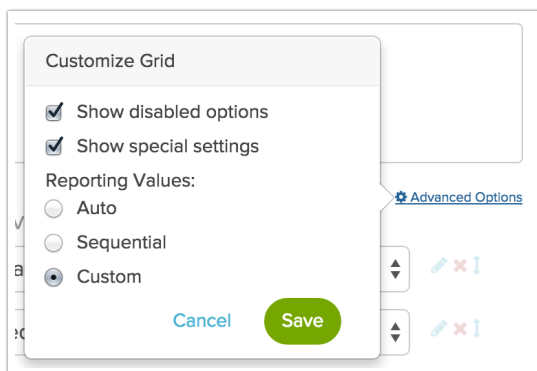 Customize Grid
Show disabled options
Show special settings
Reporting Values:
Advanced Options
Auto
Sequential
Custom
Cancel
Save